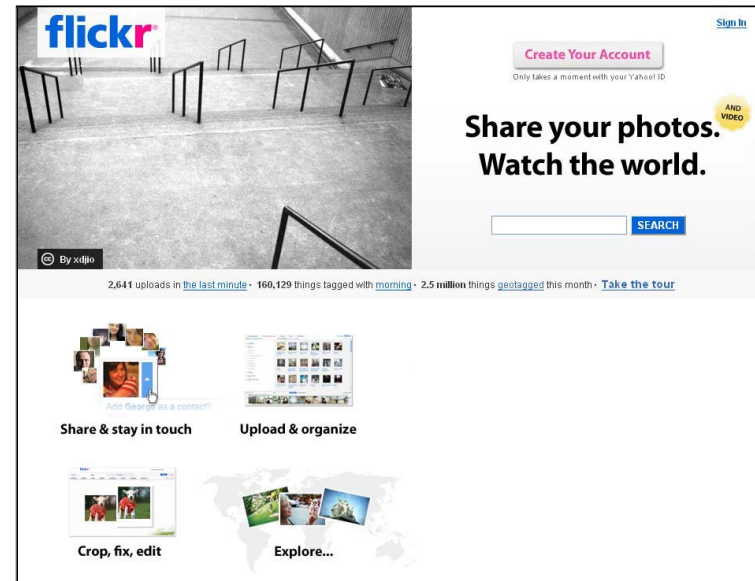 flickr
Sign In
Create Your Account
Only takes a moment with your Yahoo! ID
AND
VIDEO
Share your photos.
Watch the world.
SEARCH
By xdjio
2,641 uploads in the last minute · 160,129 things tagged with morning · 2.5 million things geotagged this month · Take the tour
Add George as a contact?
Share & stay in touch
Upload & organize
Crop, fix, edit
Explore...